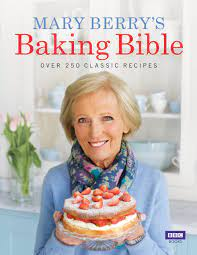 MARY BERRY'S
Baking Bible
OVER 250 CLASSIC RECIPES
BBC
BOOKS